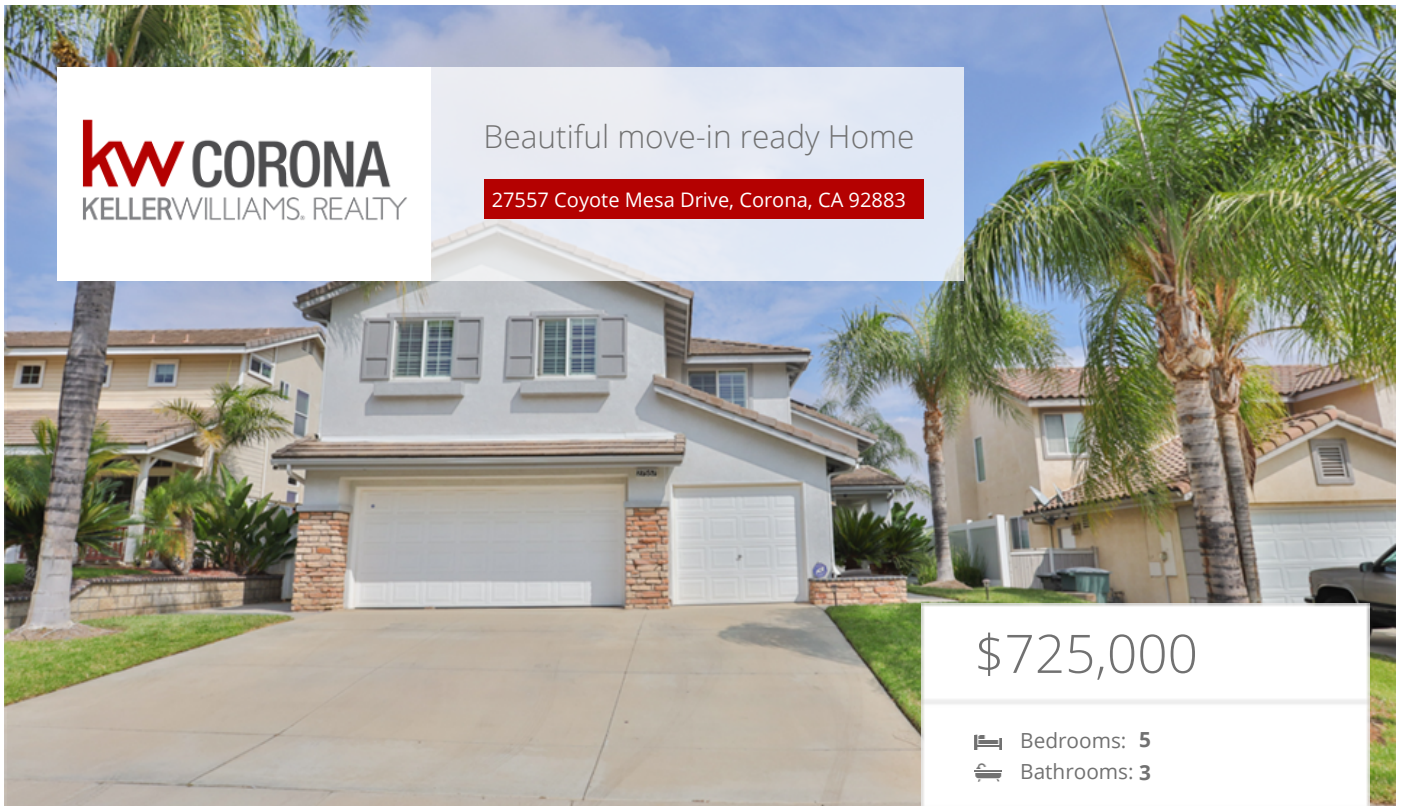 kw CORONA
KELLERWILLIAMS. REALTY
Beautiful move-in ready Home
27557 Coyote Mesa Drive, Corona, CA 92883
$725,000
Bedrooms: 5
Bathrooms: 3